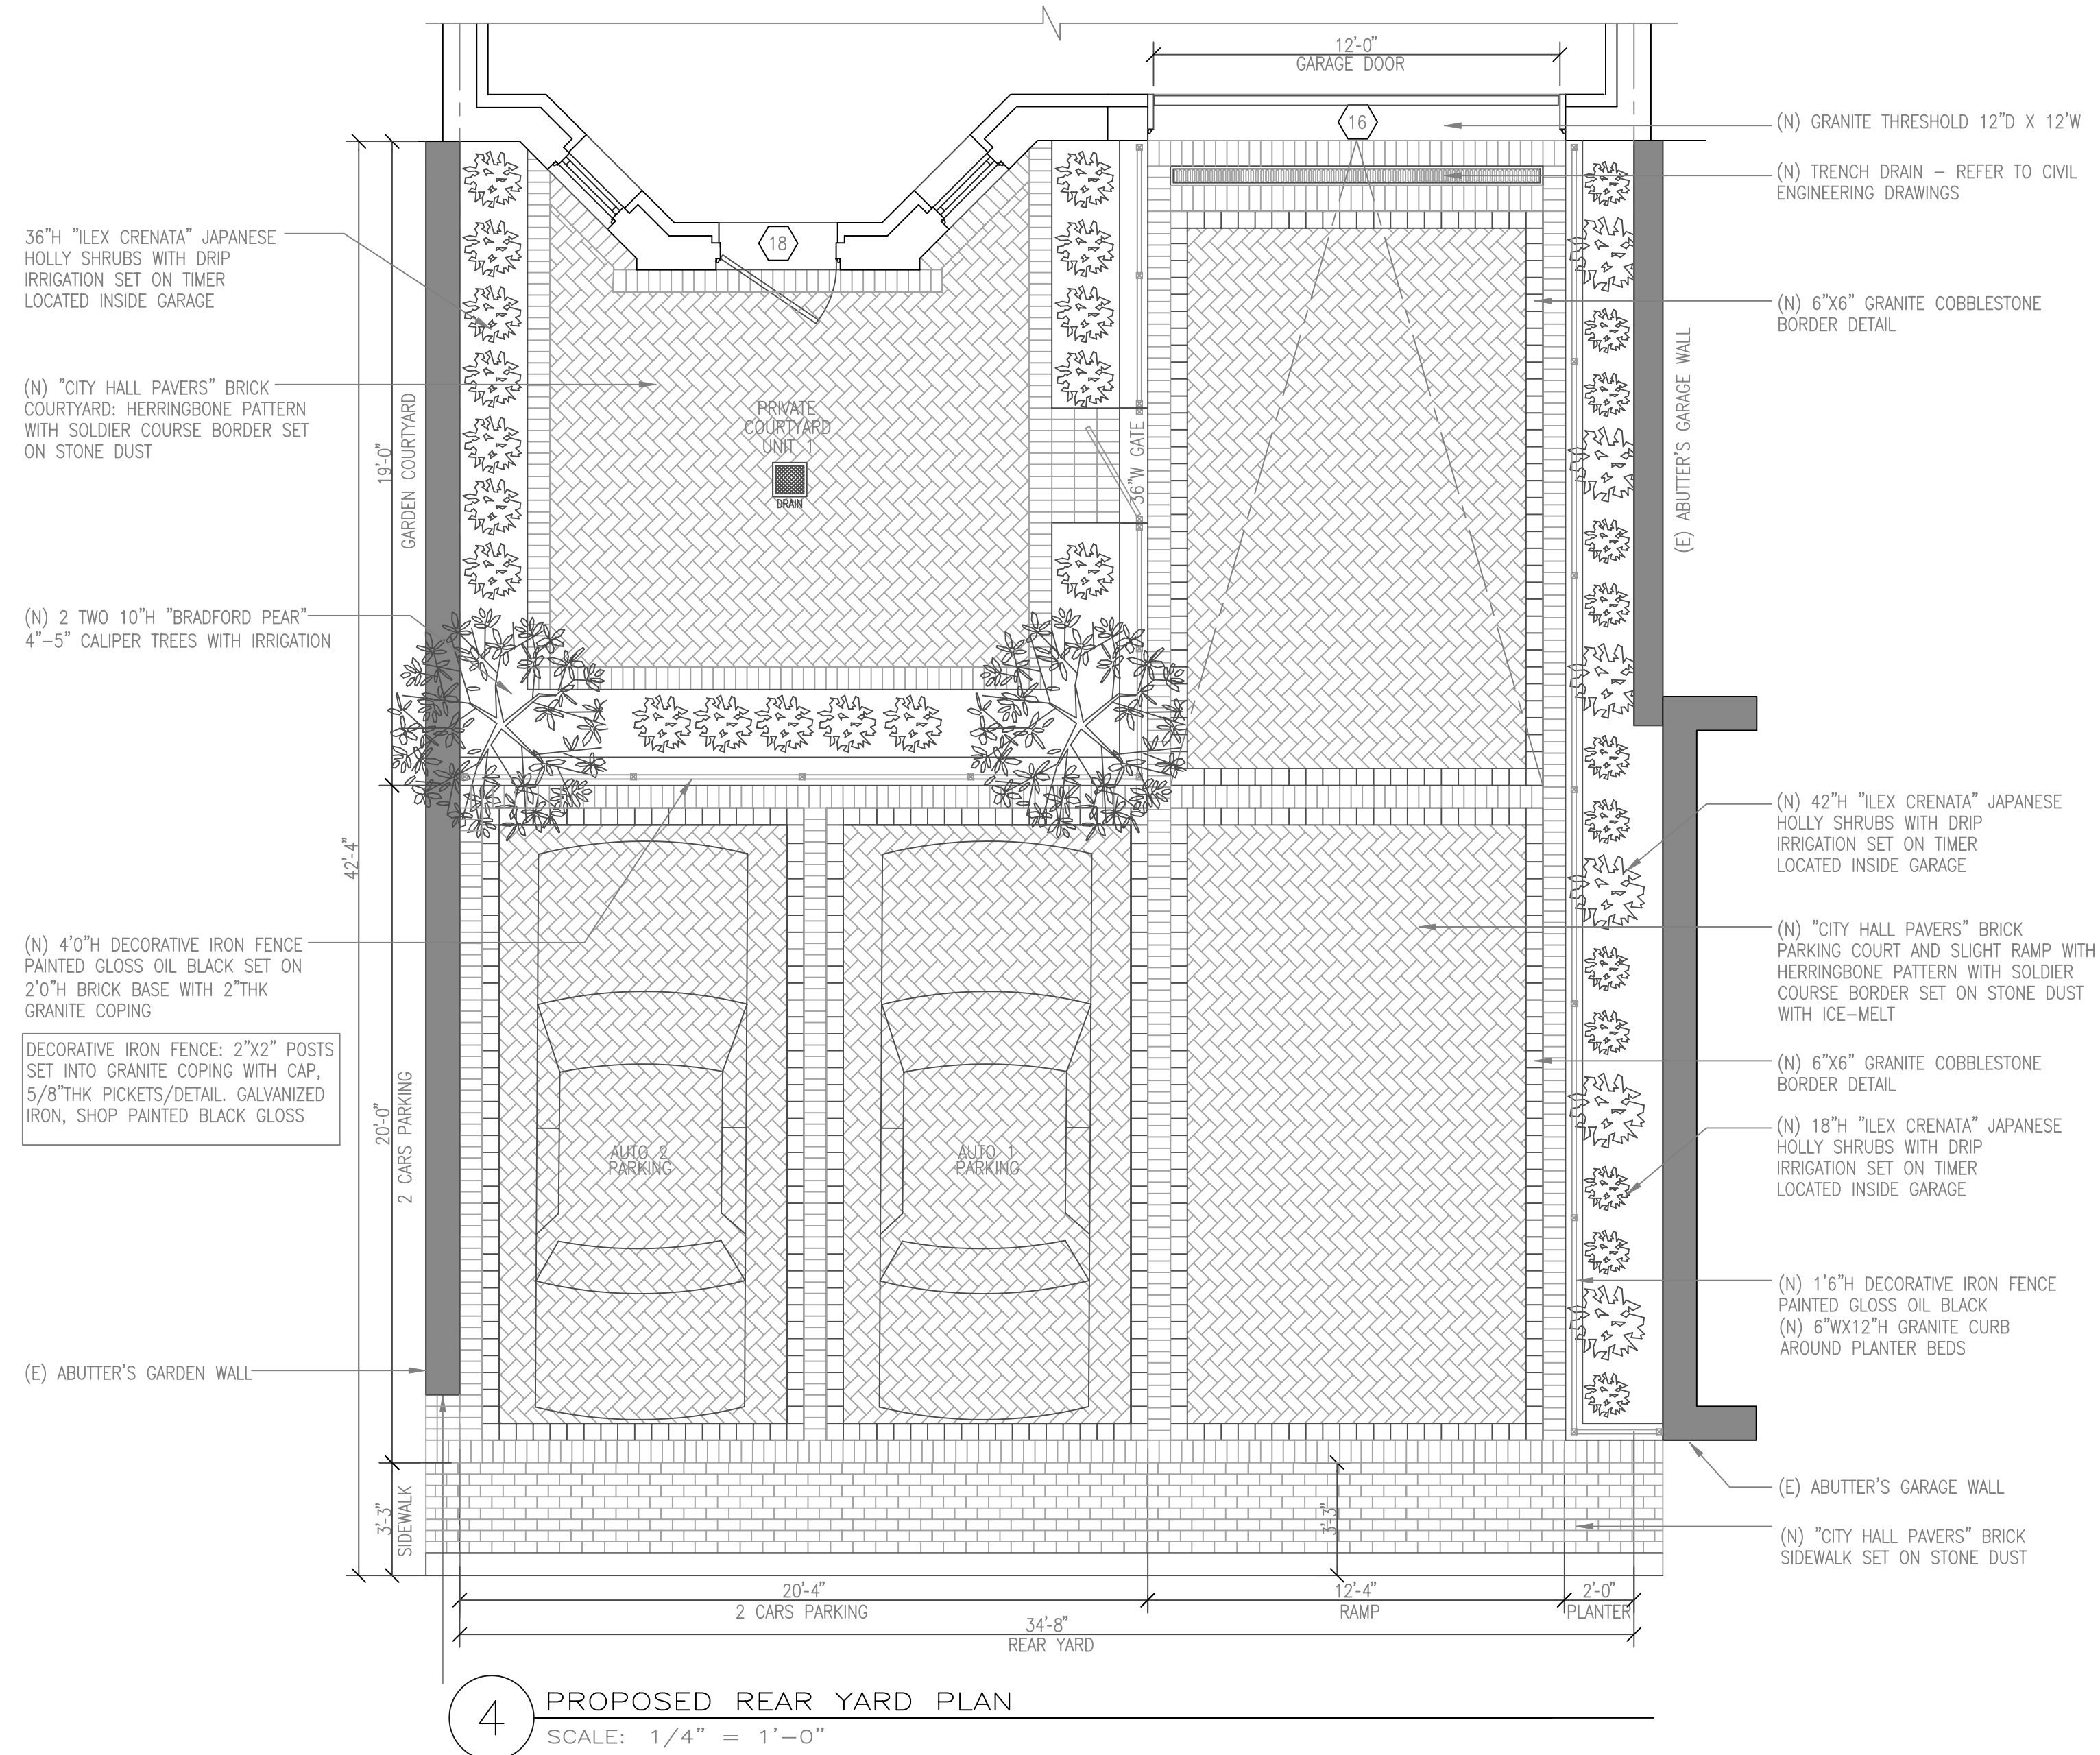 12'-0"
GARAGE DOOR
16
(N) GRANITE THRESHOLD 12"D X 12'W
(N) TRENCH DRAIN – REFER TO CIVIL
ENGINEERING DRAWINGS
18
36"H "ILEX CRENATA" JAPANESE
HOLLY SHRUBS WITH DRIP
IRRIGATION SET ON TIMER
LOCATED INSIDE GARAGE
(N) 6"X6" GRANITE COBBLESTONE
BORDER DETAIL
(E) ABUTTER'S GARAGE WALL
(N) "CITY HALL PAVERS" BRICK
COURTYARD: HERRINGBONE PATTERN
WITH SOLDIER COURSE BORDER SET
ON STONE DUST
19'-0"
GARDEN COURTYARD
PRIVATE
COURTYARD
UNIT 1
DRAIN
36"W GATE
(N) 2 TWO 10"H "BRADFORD PEAR"
4"–5" CALIPER TREES WITH IRRIGATION
42'-4"
(N) 42"H "ILEX CRENATA" JAPANESE
HOLLY SHRUBS WITH DRIP
IRRIGATION SET ON TIMER
LOCATED INSIDE GARAGE
(N) 4'0"H DECORATIVE IRON FENCE
PAINTED GLOSS OIL BLACK SET ON
2'0"H BRICK BASE WITH 2"THK
GRANITE COPING
(N) "CITY HALL PAVERS" BRICK
PARKING COURT AND SLIGHT RAMP WITH
HERRINGBONE PATTERN WITH SOLDIER
COURSE BORDER SET ON STONE DUST
WITH ICE–MELT
DECORATIVE IRON FENCE: 2"X2" POSTS
SET INTO GRANITE COPING WITH CAP,
5/8"THK PICKETS/DETAIL. GALVANIZED
IRON, SHOP PAINTED BLACK GLOSS
(N) 6"X6" GRANITE COBBLESTONE
BORDER DETAIL
20'-0"
2 CARS PARKING
AUTO 2
PARKING
AUTO 1
PARKING
(N) 18"H "ILEX CRENATA" JAPANESE
HOLLY SHRUBS WITH DRIP
IRRIGATION SET ON TIMER
LOCATED INSIDE GARAGE
(N) 1'6"H DECORATIVE IRON FENCE
PAINTED GLOSS OIL BLACK
(N) 6"WX12"H GRANITE CURB
AROUND PLANTER BEDS
(E) ABUTTER'S GARDEN WALL
(E) ABUTTER'S GARAGE WALL
3'-3"
SIDEWALK
3'-3"
(N) "CITY HALL PAVERS" BRICK
SIDEWALK SET ON STONE DUST
20'-4"
2 CARS PARKING
12'-4"
RAMP
2'-0"
PLANTER
34'-8"
REAR YARD
4
PROPOSED REAR YARD PLAN
SCALE: 1/4" = 1'–0"